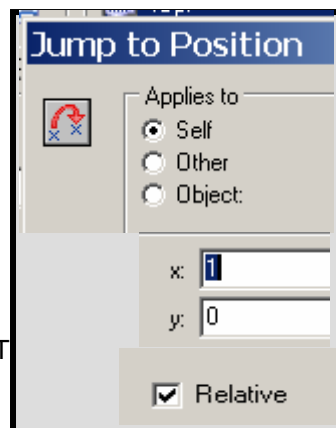 Jump to Position
Applies to
Self
Other
Object:
x: 1
y: 0
T
Relative